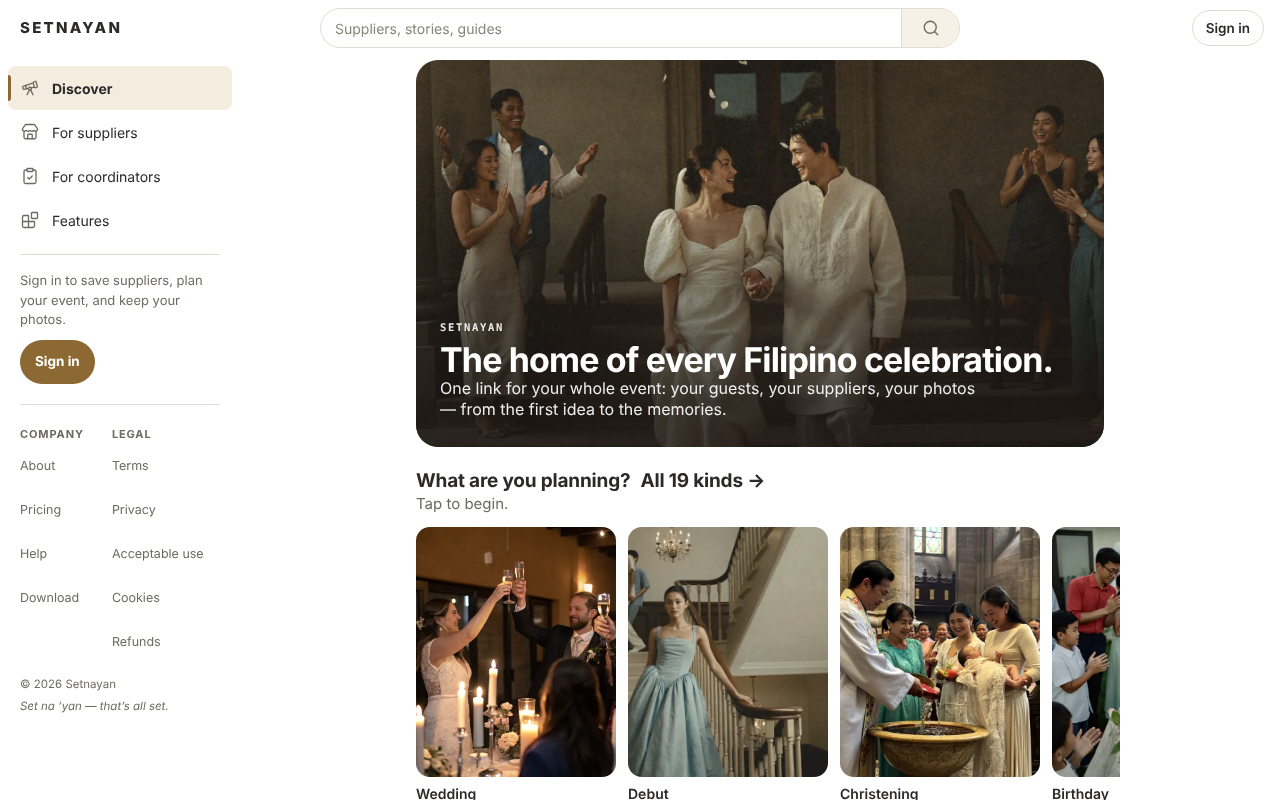 SETNAYAN
Suppliers, stories, guides
Sign in
Discover
For suppliers
For coordinators
Features
Sign in to save suppliers, plan
your event, and keep your
photos.
Sign in
COMPANY
LEGAL
About
Terms
Pricing
Privacy
Help
Acceptable use
Download
Cookies
Refunds
© 2026 Setnayan
Set na ’yan — that’s all set.
SETNAYAN
The home of every Filipino celebration.
One link for your whole event: your guests, your suppliers, your photos
— from the first idea to the memories.
What are you planning? All 19 kinds →
Tap to begin.
Wedding
Debut
Christening
Birthday